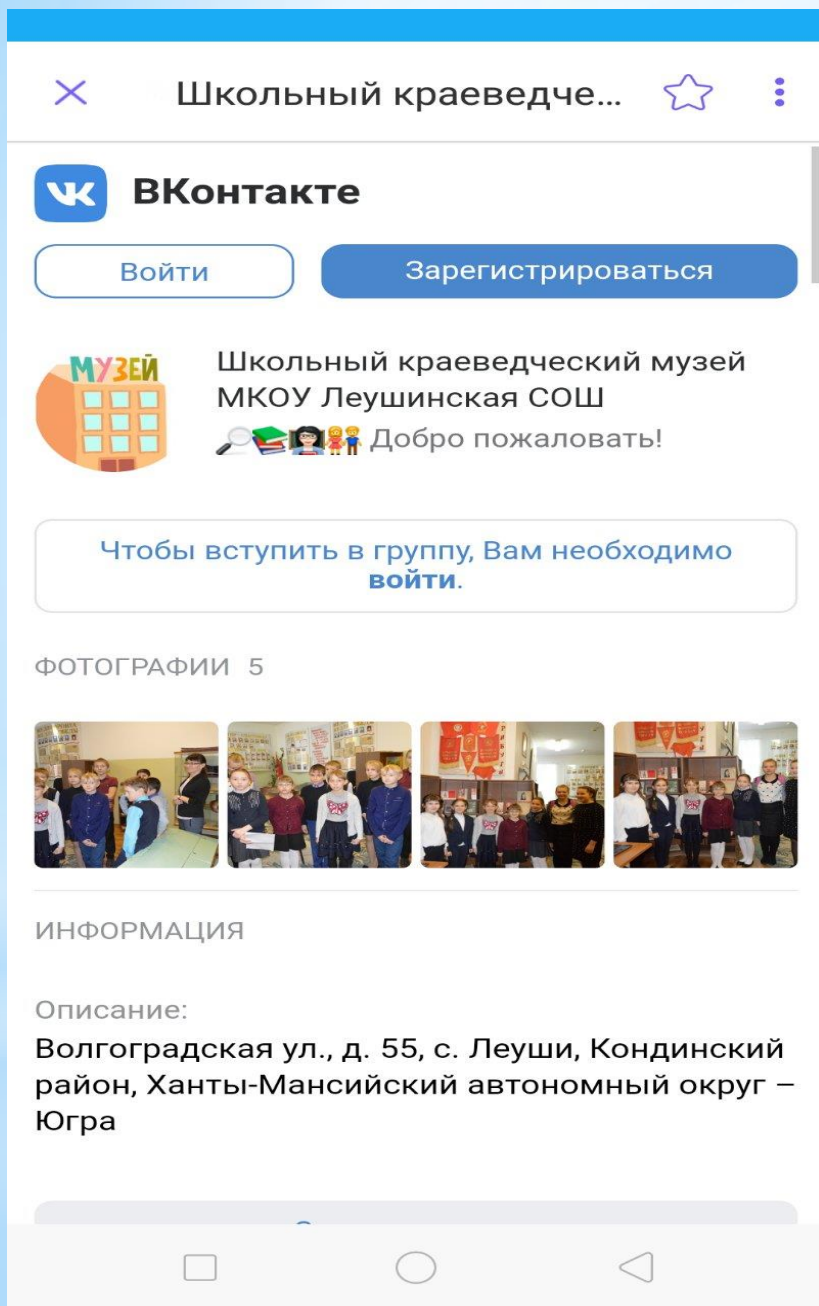 Школьный краеведче...
ВКонтакте
Войти
Зарегистрироваться
МУЗЕЙ
Школьный краеведческий музей
МКОУ Леушинская СОШ
🔎📚👩‍🏫👫 Добро пожаловать!
Чтобы вступить в группу, Вам необходимо
войти.
ФОТОГРАФИИ 5
ИНФОРМАЦИЯ
Описание:
Волгоградская ул., д. 55, с. Леуши, Кондинский
район, Ханты-Мансийский автономный округ –
Югра